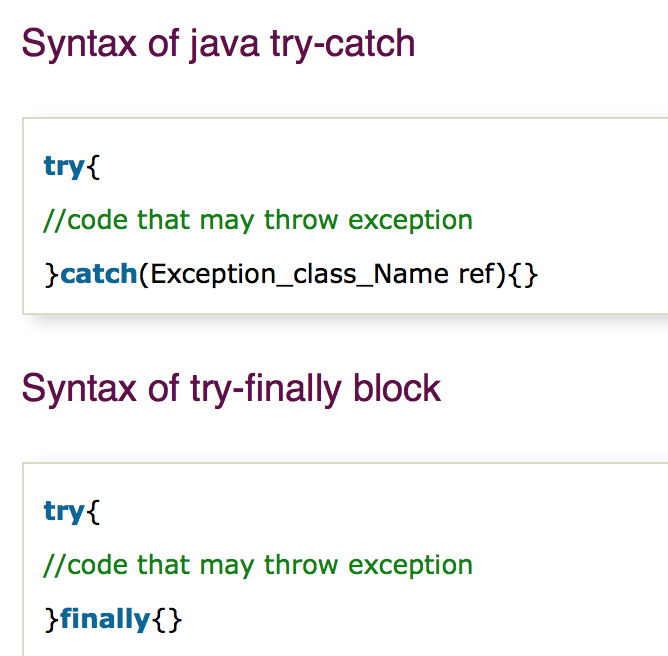 Syntax of java try-catch
try{
//code that may throw exception
}catch(Exception_class_Name ref){}
Syntax of try-finally block
try{
//code that may throw exception
}finally{}